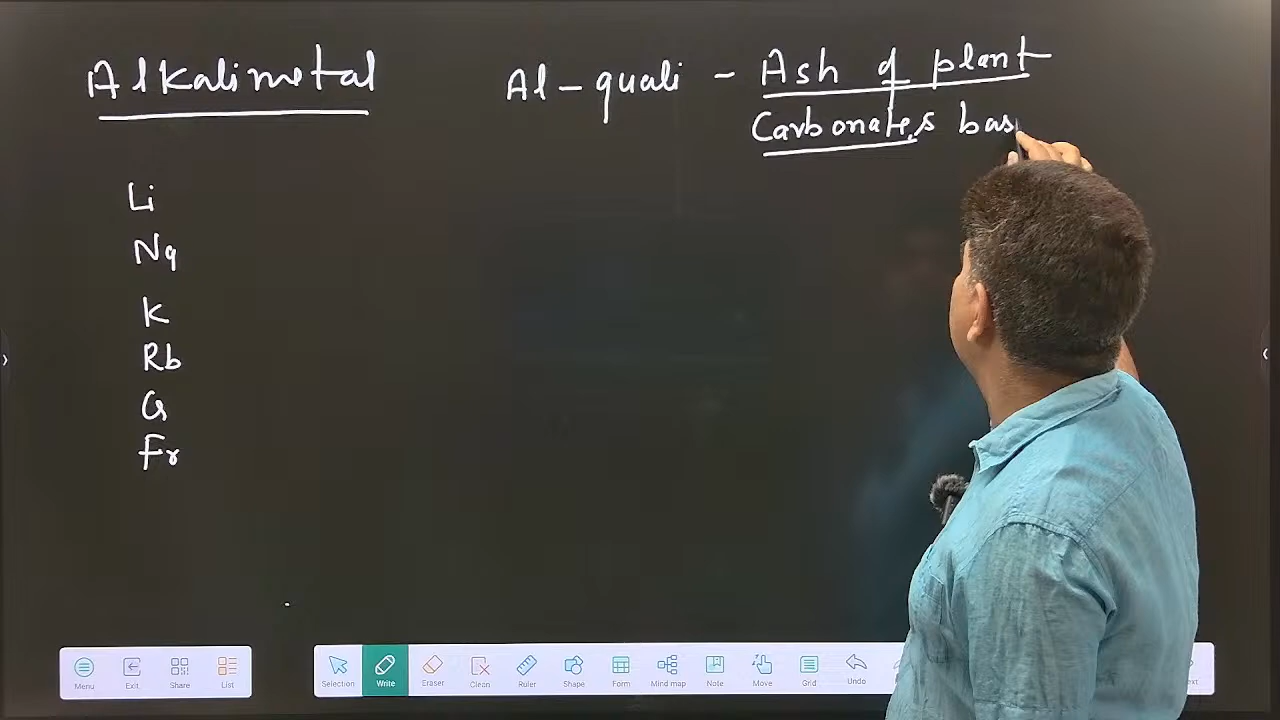 Alkalimetal
Al-quali - Ash of plant
Carbonates bas
Li
Na
K
Rb
Fr
Menu
Exit
Share
List
Selection
Write
Eraser
Clean
Ruler
Shape
Form
Mind map
Note
Move
Grid
Undo